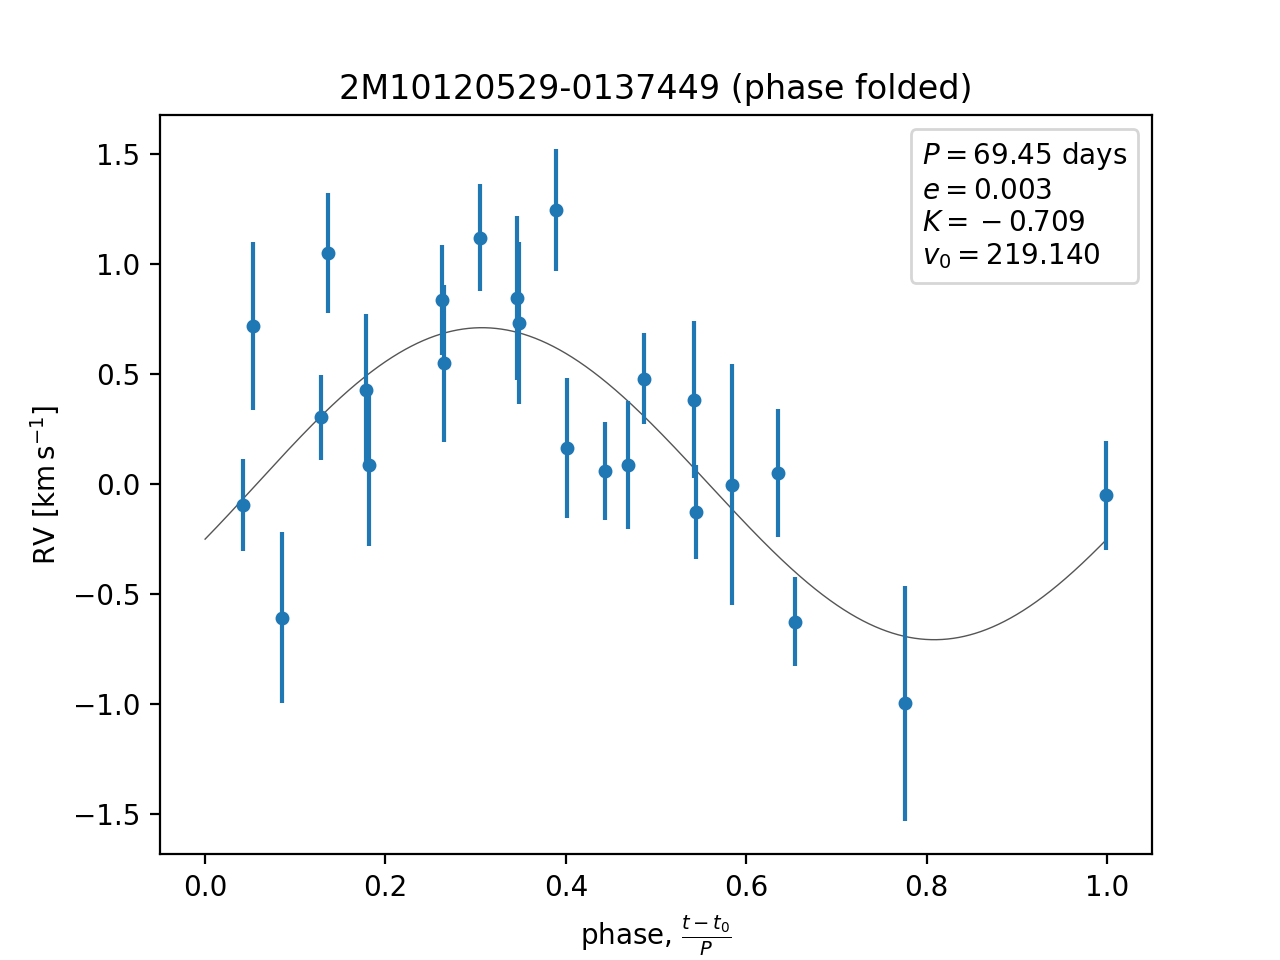 2M10120529-0137449 (phase folded)
P = 69.45 days
e = 0.003
K = −0.709
v₀ = 219.140
1.5
1.0
0.5
0.0
−0.5
−1.0
−1.5
RV [km s⁻¹]
0.0 0.2 0.4 0.6 0.8 1.0
phase, (t − t₀)/P